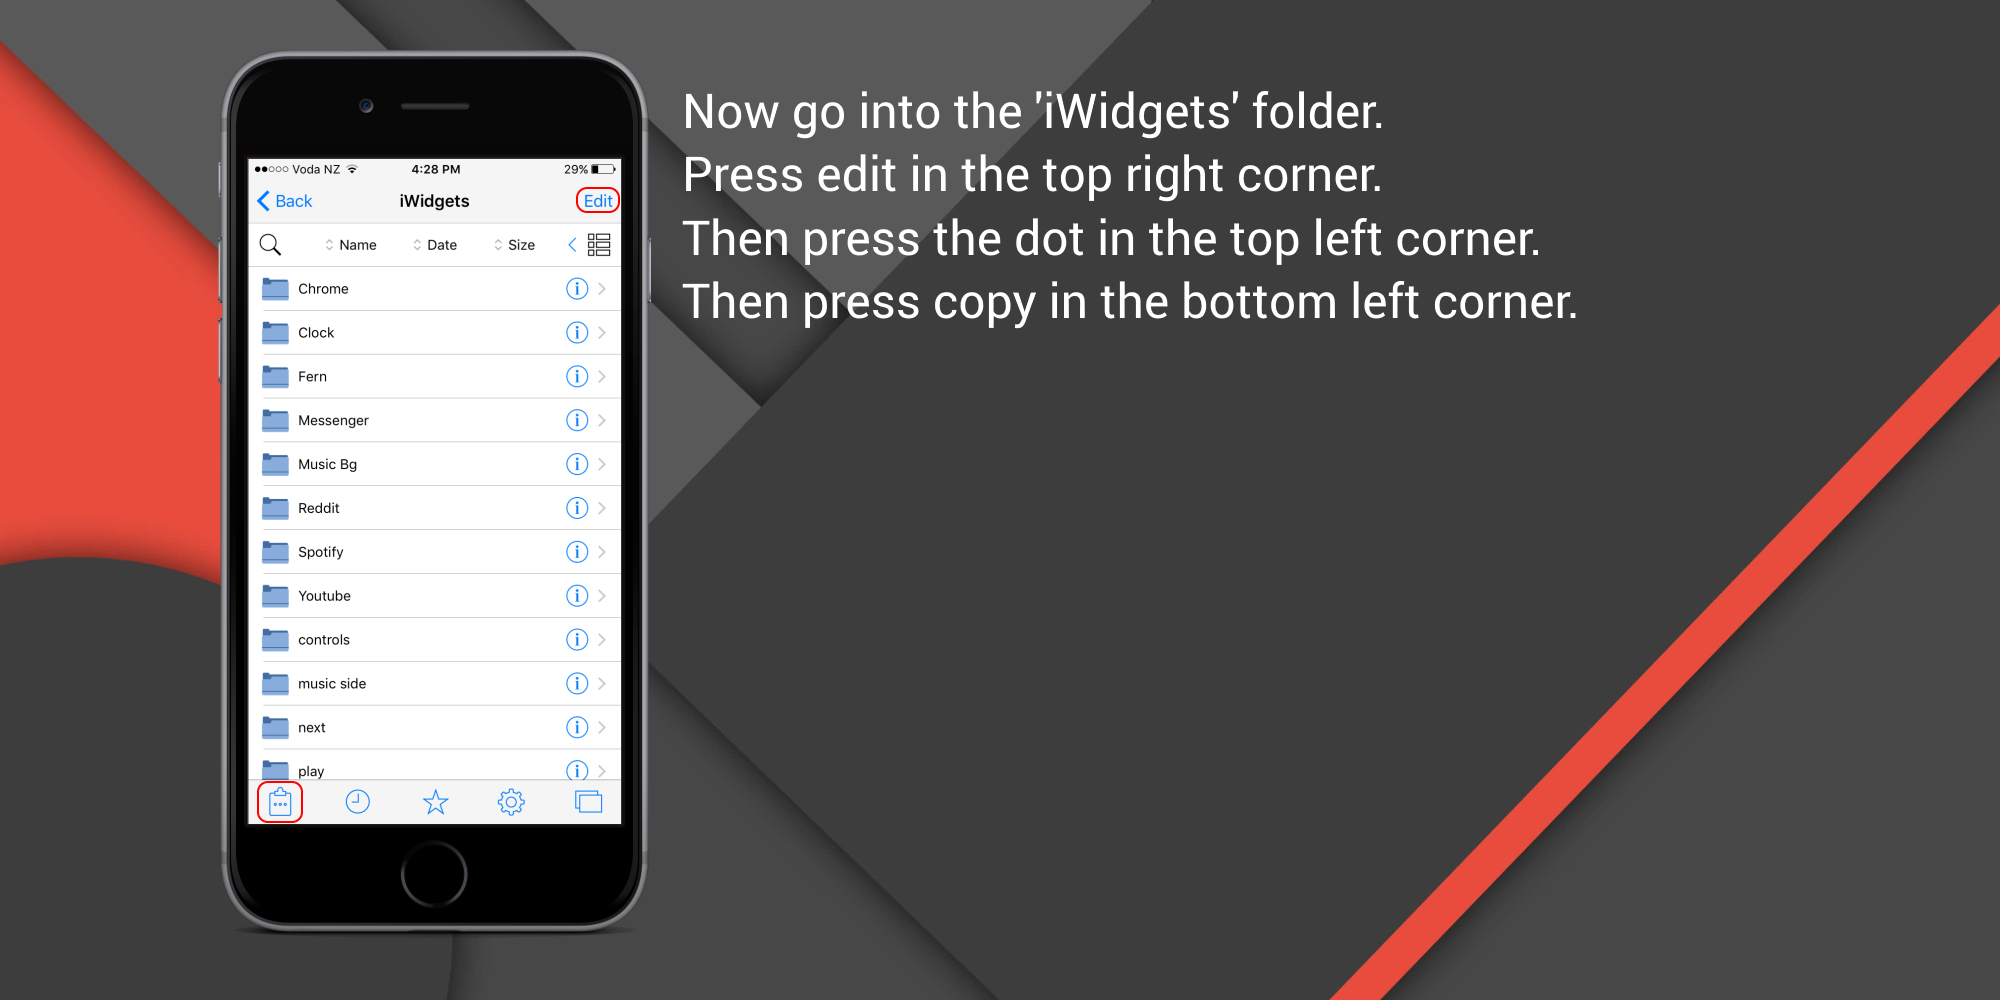 Now go into the 'iWidgets' folder.
Press edit in the top right corner.
Then press the dot in the top left corner.
Then press copy in the bottom left corner.
Voda NZ 4:28 PM 29%
Back iWidgets Edit
Name Date Size
Chrome
Clock
Fern
Messenger
Music Bg
Reddit
Spotify
Youtube
controls
music side
next
play